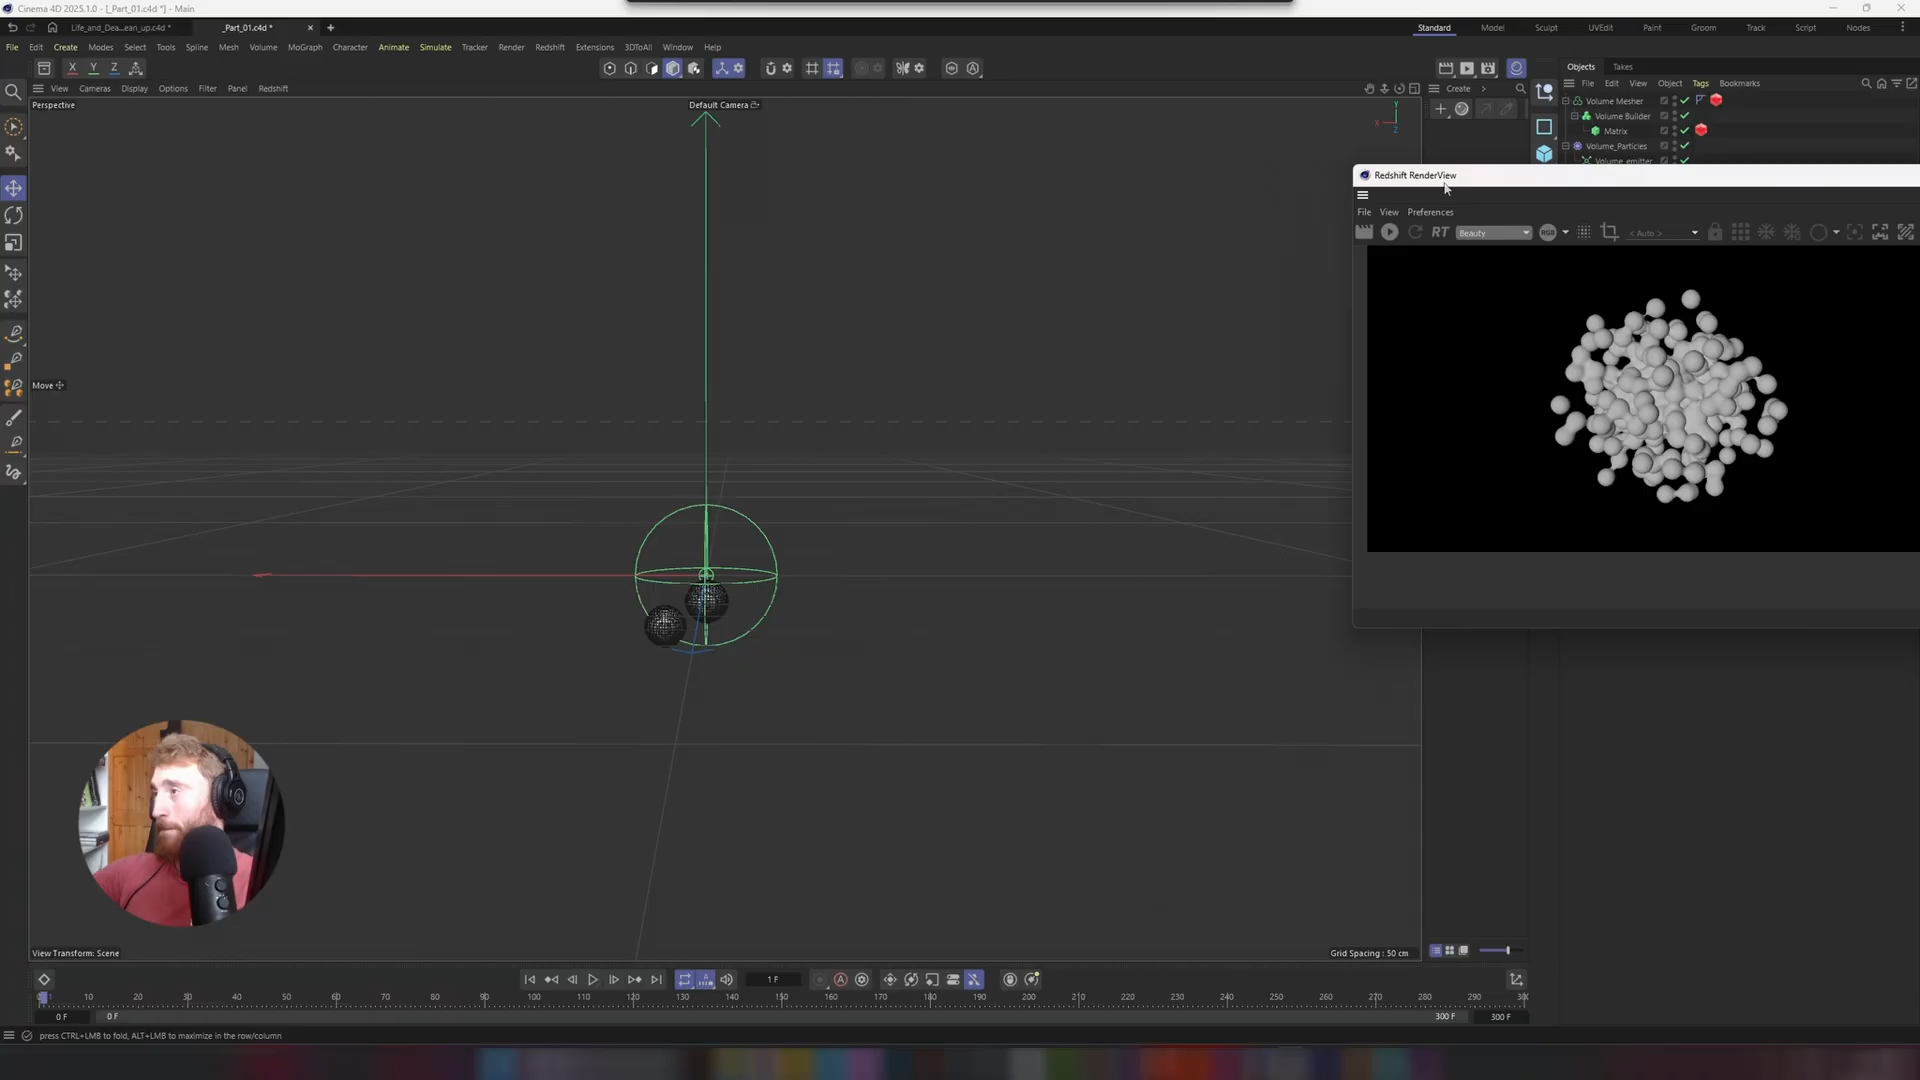 Cinema 4D 2025.1.0 - [_Part_01.c4d *] - Main
Life_and_Dea...ean_up.c4d *
_Part_01.c4d *
Standard
Model
Sculpt
UVEdit
Paint
Groom
Track
Script
Nodes
File
Edit
Create
Modes
Select
Tools
Spline
Mesh
Volume
MoGraph
Character
Animate
Simulate
Tracker
Render
Redshift
Extensions
3DToAll
Window
Help
X
Y
Z
Objects
Takes
View
Cameras
Display
Options
Filter
Panel
Redshift
Create
File
Edit
View
Object
Tags
Bookmarks
Perspective
Default Camera
Y
X
Z
Volume Mesher
Volume Builder
Matrix
Volume_Particles
Volume_emitter
Redshift RenderView
File
View
Preferences
RT
Beauty
RGB
< Auto >
Move
View Transform: Scene
Grid Spacing : 50 cm
1 F
10
20
30
40
50
60
70
80
90
100
110
120
130
140
150
160
170
180
190
200
210
220
230
240
250
260
270
280
290
0 F
0 F
300 F
300 F
press CTRL+LMB to fold, ALT+LMB to maximize in the row/column